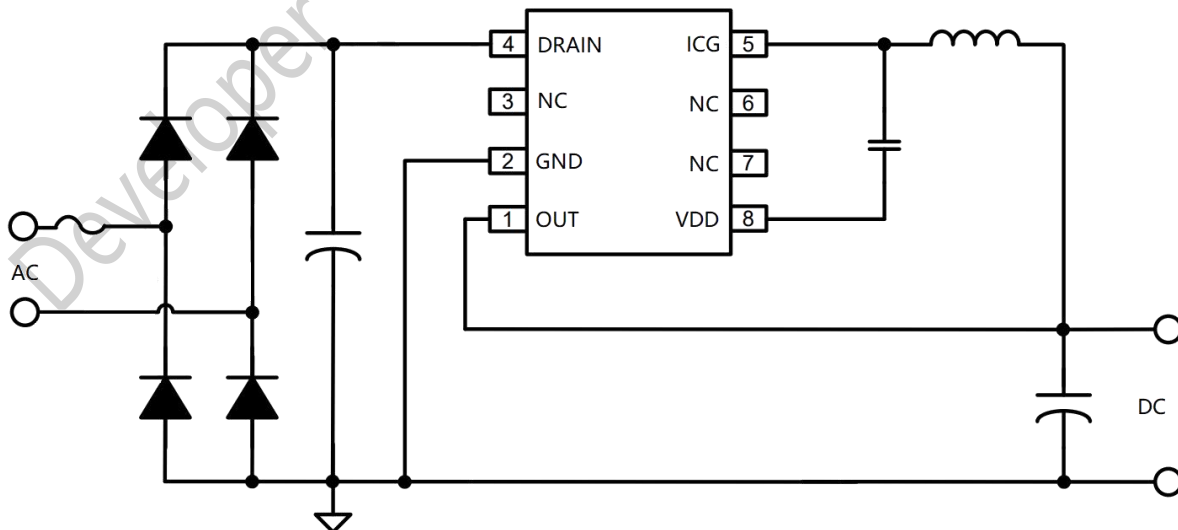 Developer
4 DRAIN ICG 5
3 NC NC 6
2 GND NC 7
1 OUT VDD 8
AC
DC